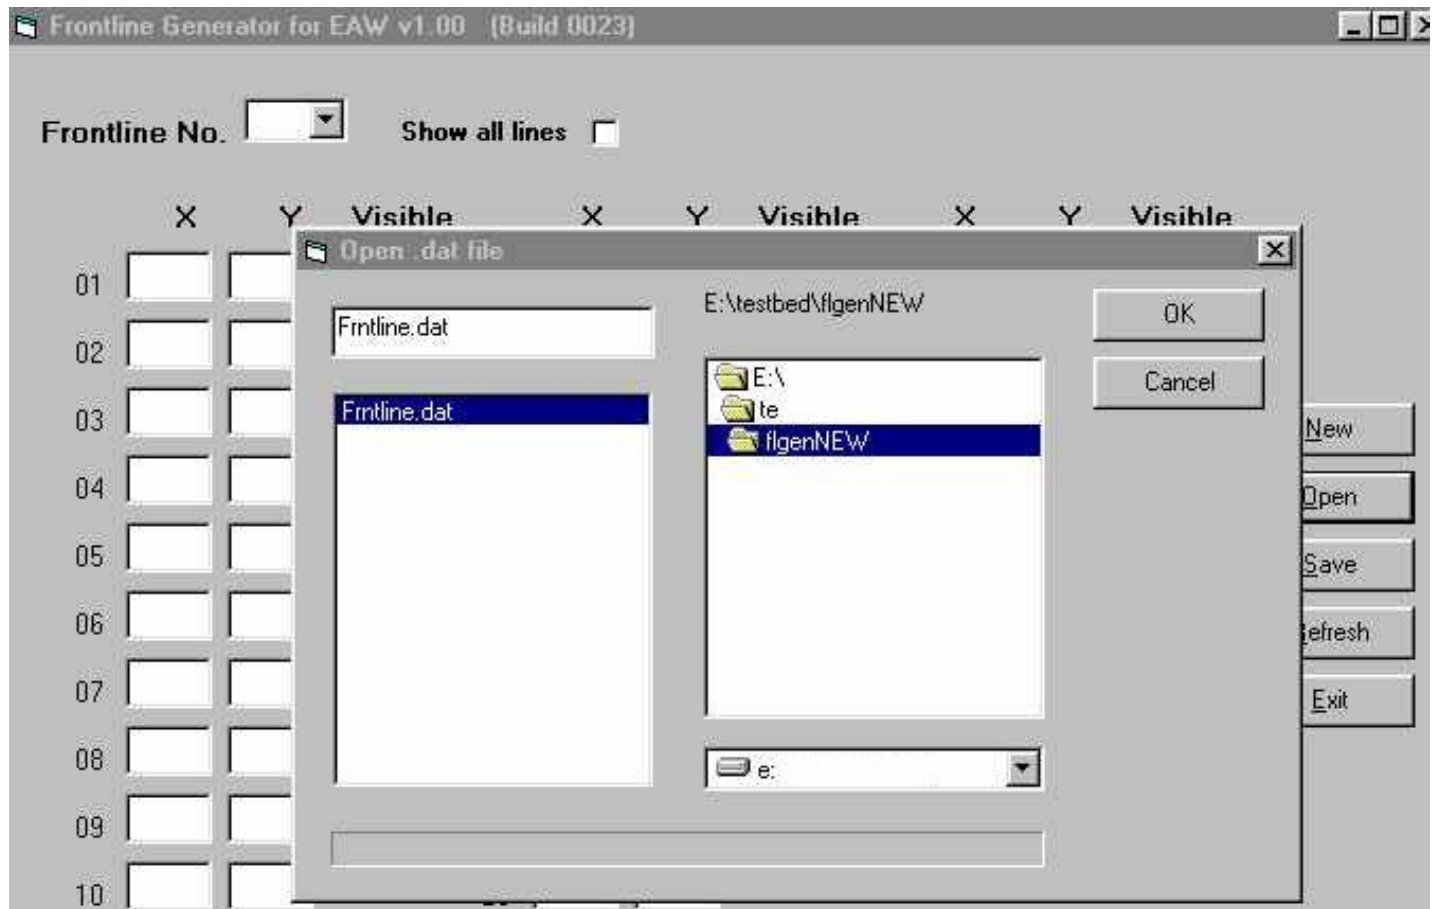 Frontline Generator for EAW v1.00 (Build 0023)
Frontline No. Show all lines
X Y Visible X Y Visible X Y Visible
Open .dat file
E:\testbed\flgenNEW
Frntline.dat
Frntline.dat
E:\
te
flgenNEW
e:
OK
Cancel
01
02
03
04
05
06
07
08
09
10
New
Open
Save
efresh
Exit